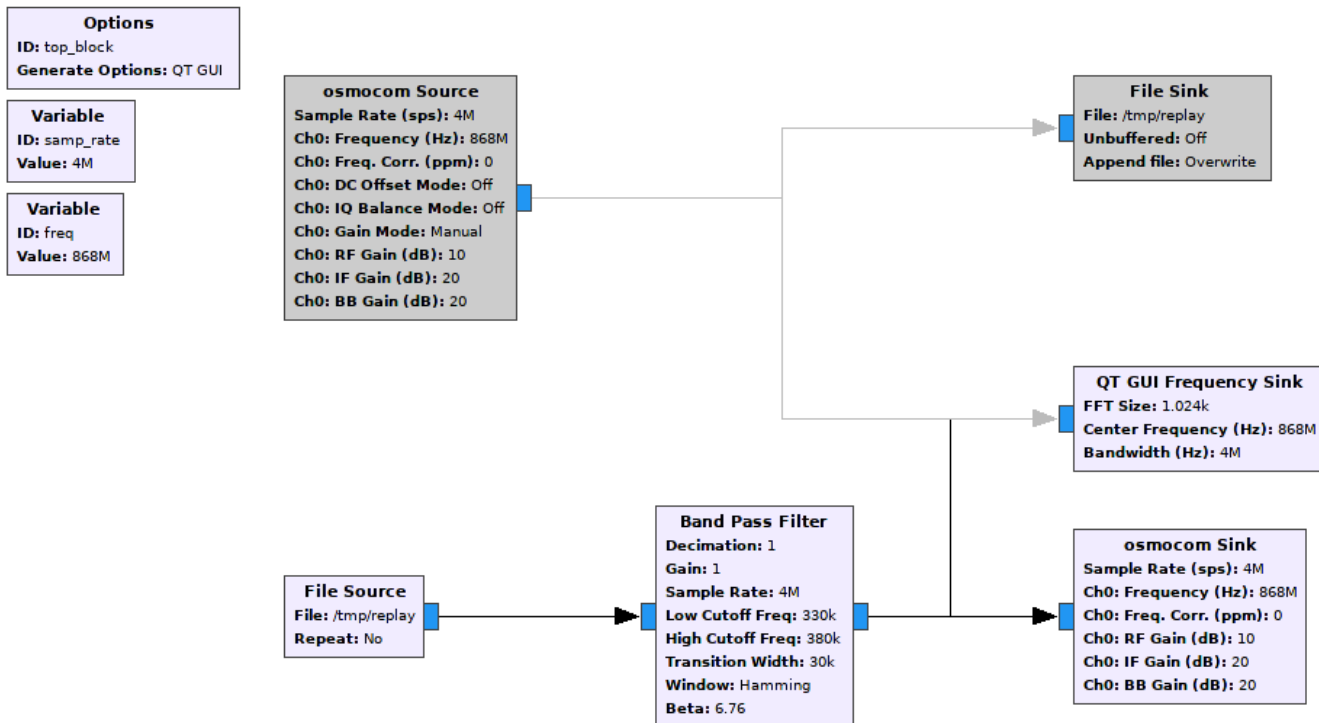 Options
ID: top_block
Generate Options: QT GUI
Variable
ID: samp_rate
Value: 4M
Variable
ID: freq
Value: 868M
osmocom Source
Sample Rate (sps): 4M
Ch0: Frequency (Hz): 868M
Ch0: Freq. Corr. (ppm): 0
Ch0: DC Offset Mode: Off
Ch0: IQ Balance Mode: Off
Ch0: Gain Mode: Manual
Ch0: RF Gain (dB): 10
Ch0: IF Gain (dB): 20
Ch0: BB Gain (dB): 20
File Sink
File: /tmp/replay
Unbuffered: Off
Append file: Overwrite
QT GUI Frequency Sink
FFT Size: 1.024k
Center Frequency (Hz): 868M
Bandwidth (Hz): 4M
File Source
File: /tmp/replay
Repeat: No
Band Pass Filter
Decimation: 1
Gain: 1
Sample Rate: 4M
Low Cutoff Freq: 330k
High Cutoff Freq: 380k
Transition Width: 30k
Window: Hamming
Beta: 6.76
osmocom Sink
Sample Rate (sps): 4M
Ch0: Frequency (Hz): 868M
Ch0: Freq. Corr. (ppm): 0
Ch0: RF Gain (dB): 10
Ch0: IF Gain (dB): 20
Ch0: BB Gain (dB): 20